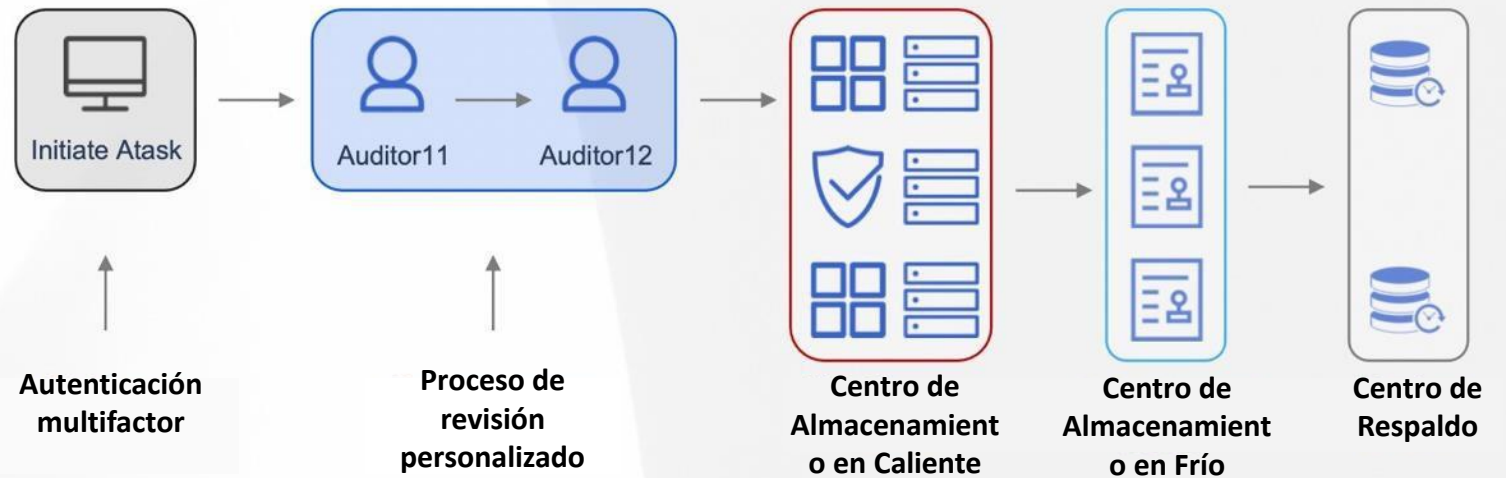 Initiate Atask
Auditor11
Auditor12
Autenticación
multifactor
Proceso de
revisión
personalizado
Centro de
Almacenamient
o en Caliente
Centro de
Almacenamient
o en Frío
Centro de
Respaldo